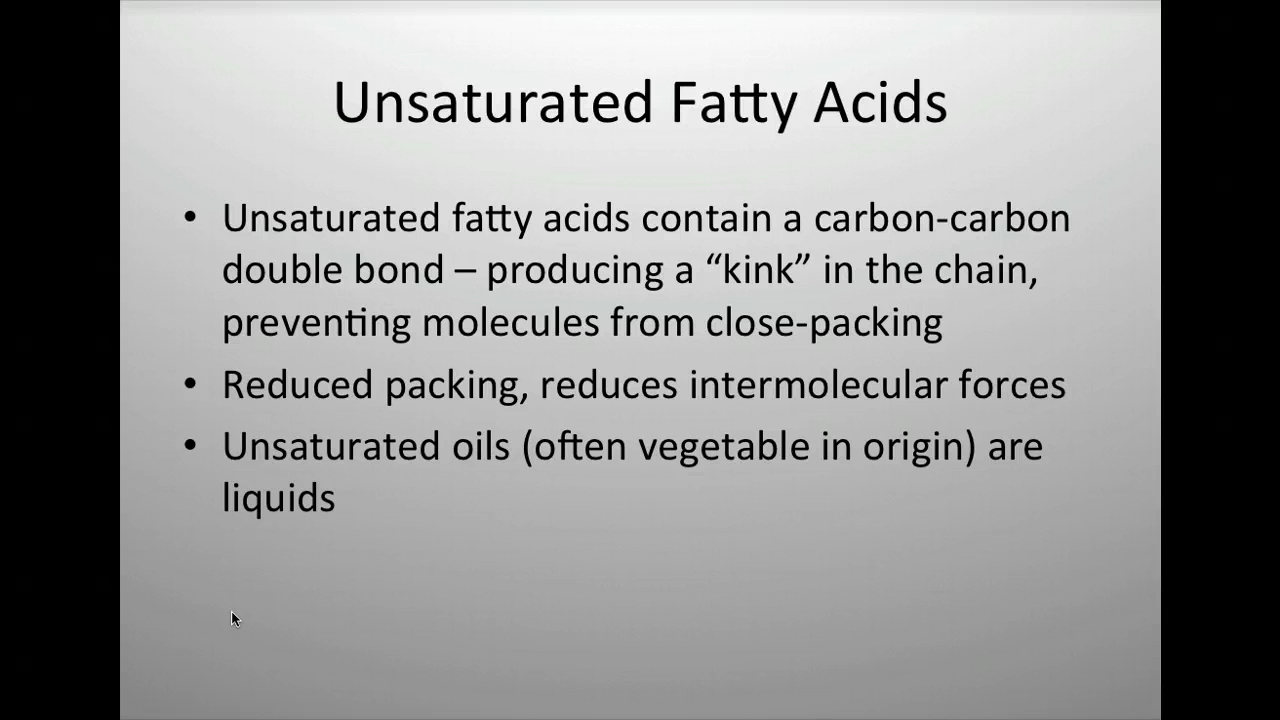 Unsaturated Fatty Acids
• Unsaturated fatty acids contain a carbon-carbon
double bond – producing a “kink” in the chain,
preventing molecules from close-packing
• Reduced packing, reduces intermolecular forces
• Unsaturated oils (often vegetable in origin) are
liquids